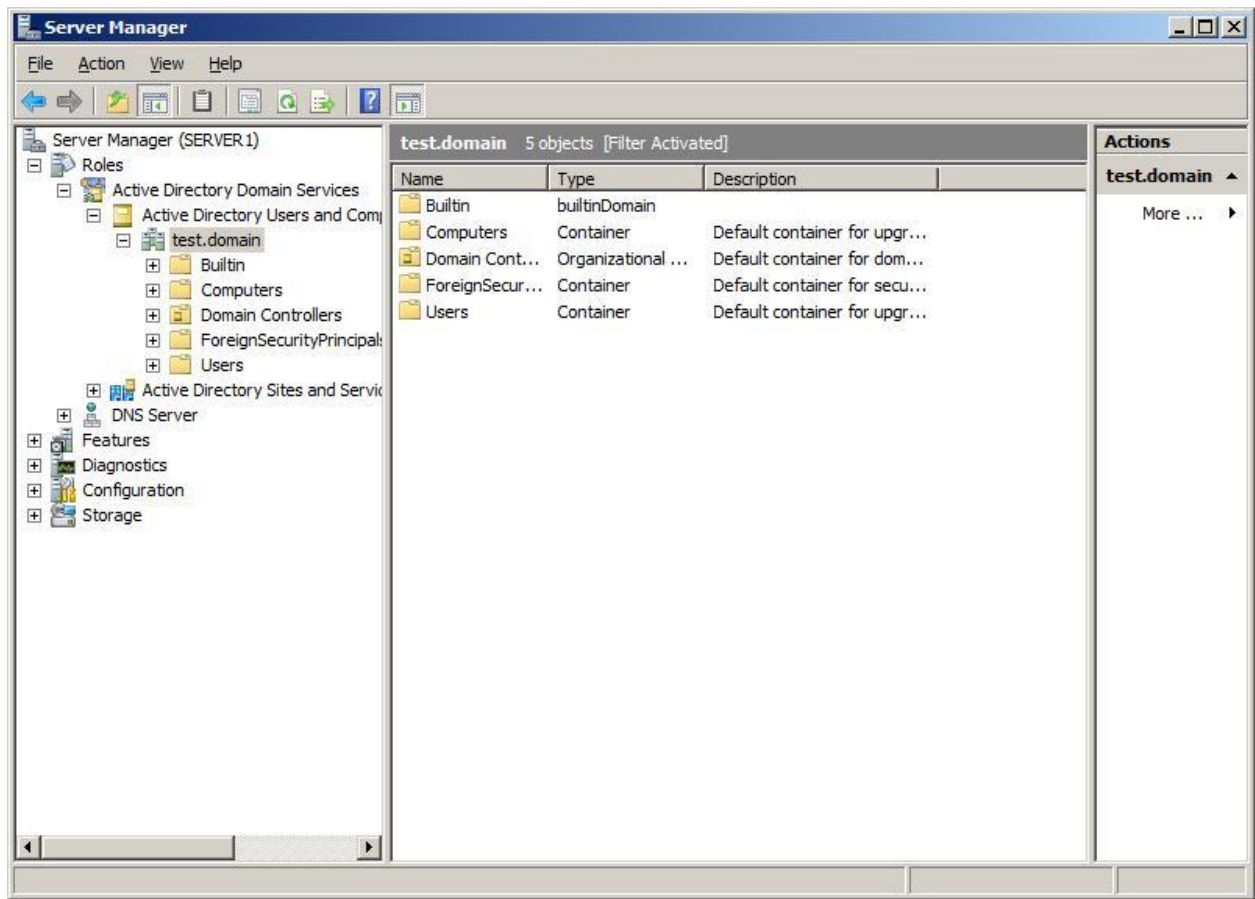 Server Manager
File Action View Help
Server Manager (SERVER1)
Roles
Active Directory Domain Services
Active Directory Users and Comp
test.domain
Builtin
Computers
Domain Controllers
ForeignSecurityPrincipals
Users
Active Directory Sites and Servic
DNS Server
Features
Diagnostics
Configuration
Storage
test.domain 5 objects [Filter Activated]
Name Type Description
Builtin builtinDomain
Computers Container Default container for upgr...
Domain Cont... Organizational ... Default container for dom...
ForeignSecur... Container Default container for secu...
Users Container Default container for upgr...
Actions
test.domain
More ...